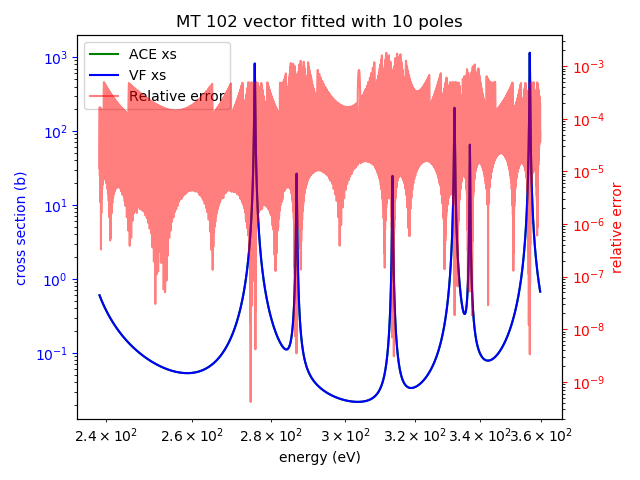 MT 102 vector fitted with 10 poles
ACE xs
VF xs
Relative error
10³
10²
10¹
10⁰
10⁻¹
cross section (b)
10⁻³
10⁻⁴
10⁻⁵
10⁻⁶
10⁻⁷
10⁻⁸
10⁻⁹
relative error
2.4 × 10² 2.6 × 10² 2.8 × 10² 3 × 10² 3.2 × 10² 3.4 × 10² 3.6 × 10²
energy (eV)